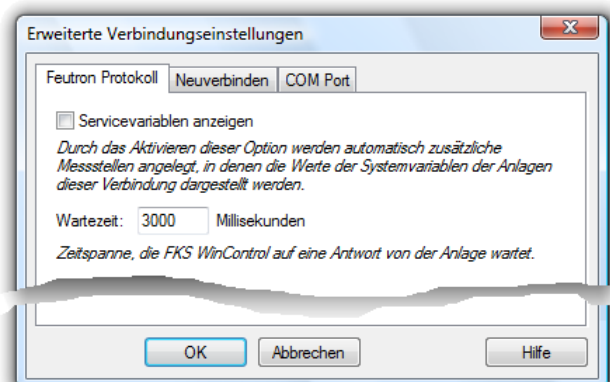 Erweiterte Verbindungseinstellungen
Feutron Protokoll Neuverbinden COM Port
Servicevariablen anzeigen
Durch das Aktivieren dieser Option werden automatisch zusätzliche
Messstellen angelegt, in denen die Werte der Systemvariablen der Anlagen
dieser Verbindung dargestellt werden.
Wartezeit: 3000 Millisekunden
Zeitspanne, die FKS WinControl auf eine Antwort von der Anlage wartet.
OK Abbrechen Hilfe